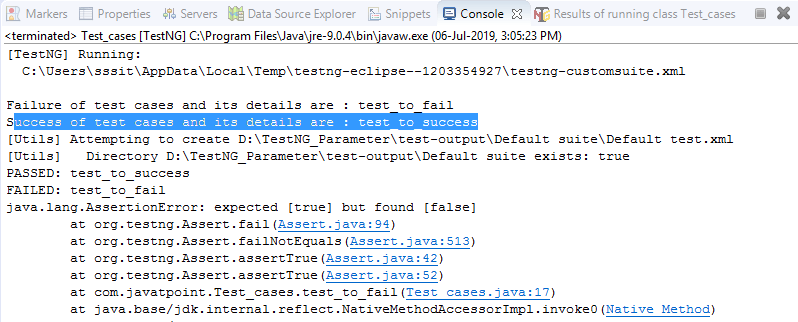 Markers Properties Servers Data Source Explorer Snippets Console Results of running class Test_cases
<terminated> Test_cases [TestNG] C:\Program Files\Java\jre-9.0.4\bin\javaw.exe (06-Jul-2019, 3:05:23 PM)
[TestNG] Running:
  C:\Users\sssit\AppData\Local\Temp\testng-eclipse--1203354927\testng-customsuite.xml

Failure of test cases and its details are : test_to_fail
Success of test cases and its details are : test_to_success
[Utils] Attempting to create D:\TestNG_Parameter\test-output\Default suite\Default test.xml
[Utils]   Directory D:\TestNG_Parameter\test-output\Default suite exists: true
PASSED: test_to_success
FAILED: test_to_fail
java.lang.AssertionError: expected [true] but found [false]
        at org.testng.Assert.fail(Assert.java:94)
        at org.testng.Assert.failNotEquals(Assert.java:513)
        at org.testng.Assert.assertTrue(Assert.java:42)
        at org.testng.Assert.assertTrue(Assert.java:52)
        at com.javatpoint.Test_cases.test_to_fail(Test_cases.java:17)
        at java.base/jdk.internal.reflect.NativeMethodAccessorImpl.invoke0(Native Method)